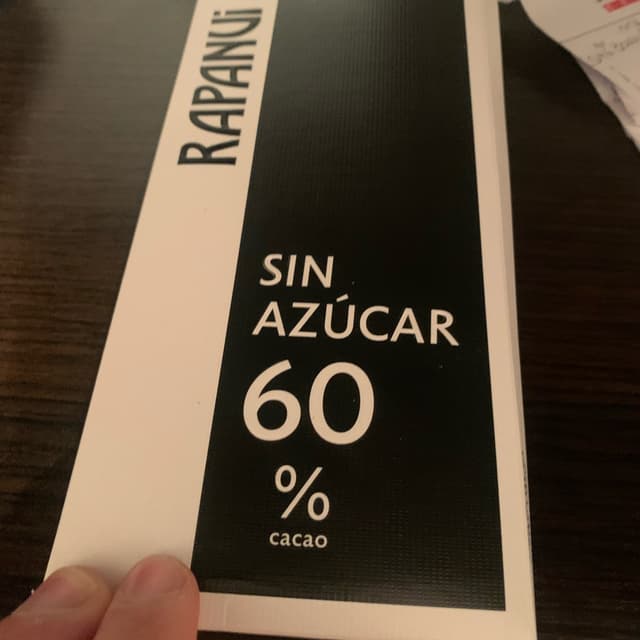 RAPANUi
SIN
AZÚCAR
60
%
cacao